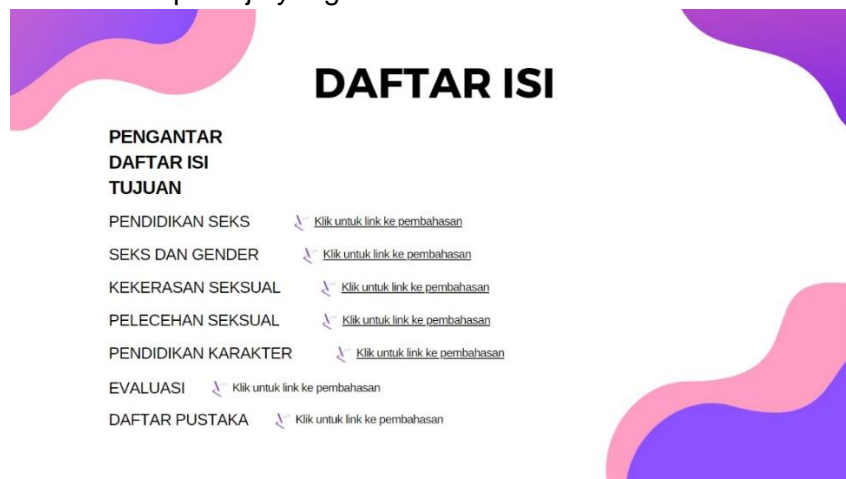 DAFTAR ISI
PENGANTAR
DAFTAR ISI
TUJUAN
PENDIDIKAN SEKS Klik untuk link ke pembahasan
SEKS DAN GENDER Klik untuk link ke pembahasan
KEKERASAN SEKSUAL Klik untuk link ke pembahasan
PELECEHAN SEKSUAL Klik untuk link ke pembahasan
PENDIDIKAN KARAKTER Klik untuk link ke pembahasan
EVALUASI Klik untuk link ke pembahasan
DAFTAR PUSTAKA Klik untuk link ke pembahasan